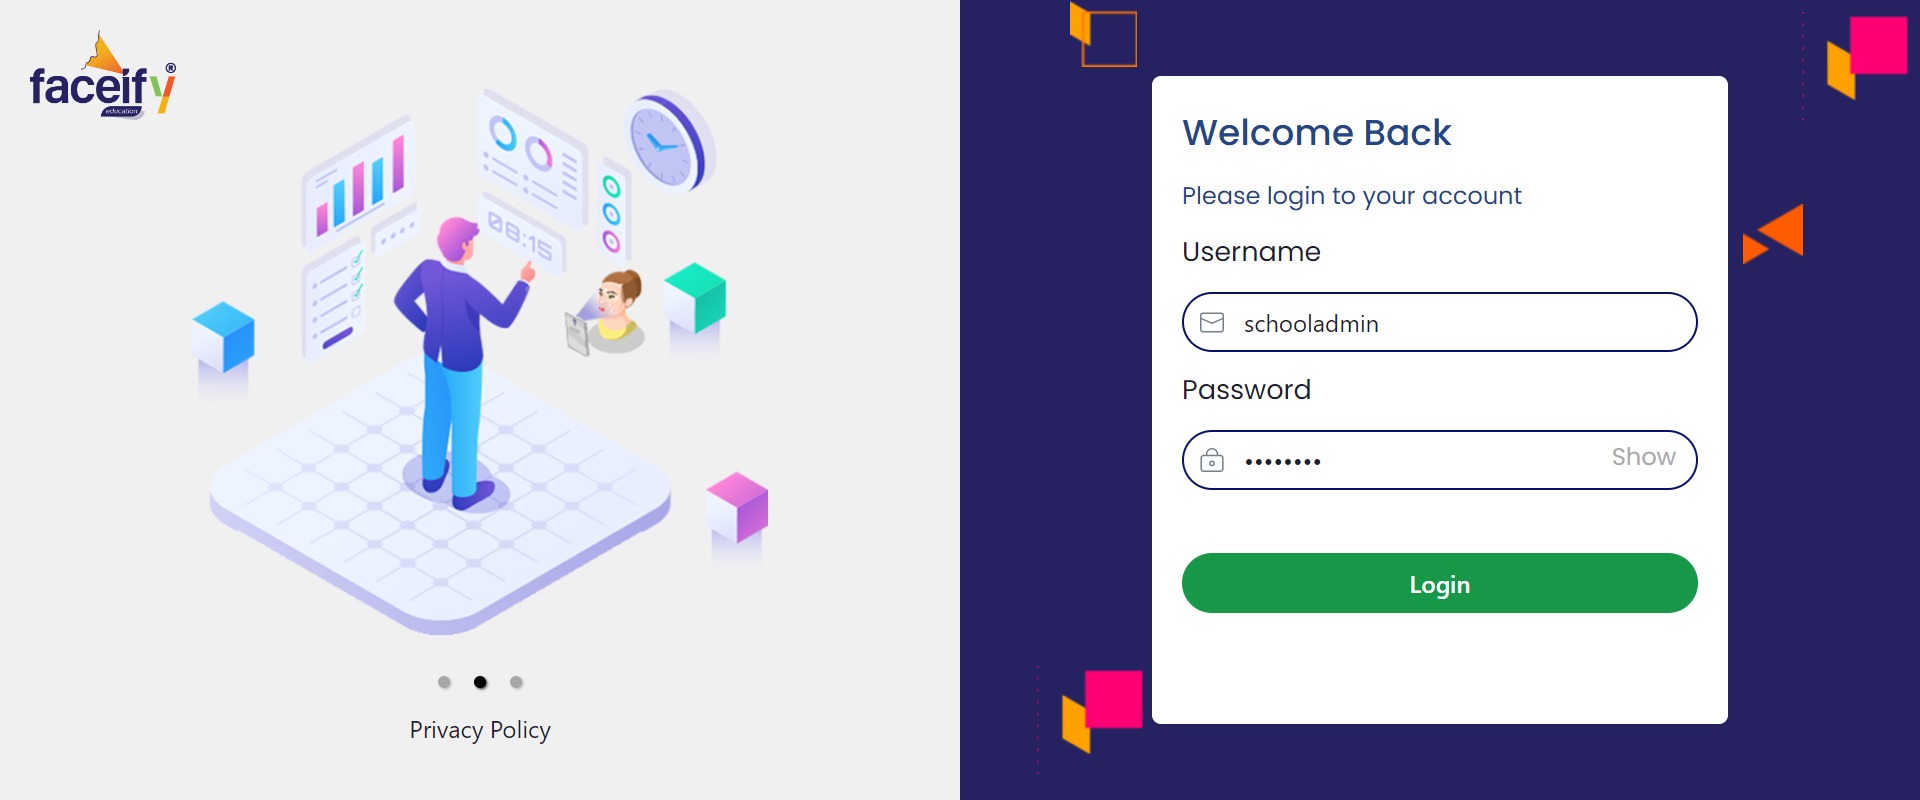 faceify®
education
08:15
Privacy Policy
Welcome Back
Please login to your account
Username
schooladmin
Password
••••••••
Show
Login